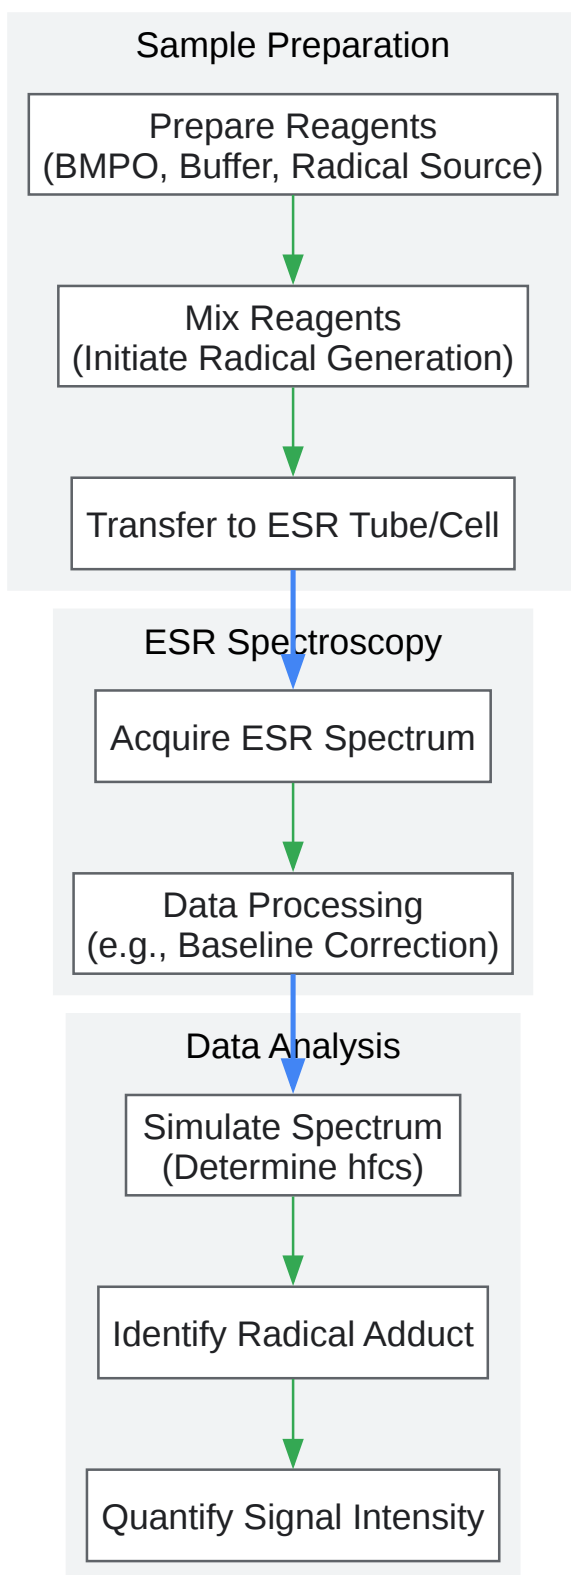 Sample Preparation
Prepare Reagents
(BMPO, Buffer, Radical Source)
Mix Reagents
(Initiate Radical Generation)
Transfer to ESR Tube/Cell
ESR Spectroscopy
Acquire ESR Spectrum
Data Processing
(e.g., Baseline Correction)
Data Analysis
Simulate Spectrum
(Determine hfcs)
Identify Radical Adduct
Quantify Signal Intensity